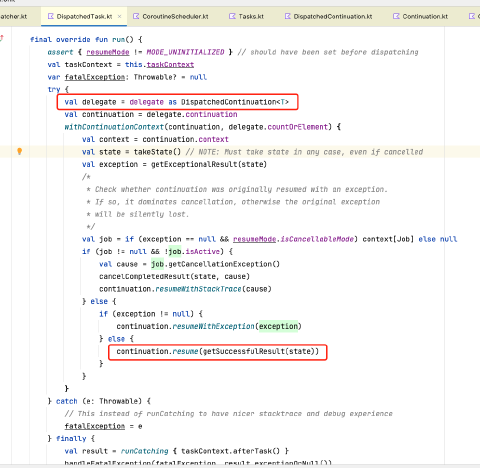 atcher.kt DispatchedTask.kt × CoroutineScheduler.kt Tasks.kt DispatchedContinuation.kt Continuation.kt
final override fun run() {
assert { resumeMode != MODE_UNINITIALIZED } // should have been set before dispatching
val taskContext = this.taskContext
var fatalException: Throwable? = null
try {
val delegate = delegate as DispatchedContinuation<T>
val continuation = delegate.continuation
withContinuationContext(continuation, delegate.countOrElement) {
val context = continuation.context
val state = takeState() // NOTE: Must take state in any case, even if cancelled
val exception = getExceptionalResult(state)
/*
* Check whether continuation was originally resumed with an exception.
* If so, it dominates cancellation, otherwise the original exception
* will be silently lost.
*/
val job = if (exception == null && resumeMode.isCancellableMode) context[Job] else null
if (job != null && !job.isActive) {
val cause = job.getCancellationException()
cancelCompletedResult(state, cause)
continuation.resumeWithStackTrace(cause)
} else {
if (exception != null) {
continuation.resumeWithException(exception)
} else {
continuation.resume(getSuccessfulResult(state))
}
}
}
} catch (e: Throwable) {
// This instead of runCatching to have nicer stacktrace and debug experience
fatalException = e
} finally {
val result = runCatching { taskContext.afterTask() }
handleFatalException(fatalException, result.exceptionOrNull())